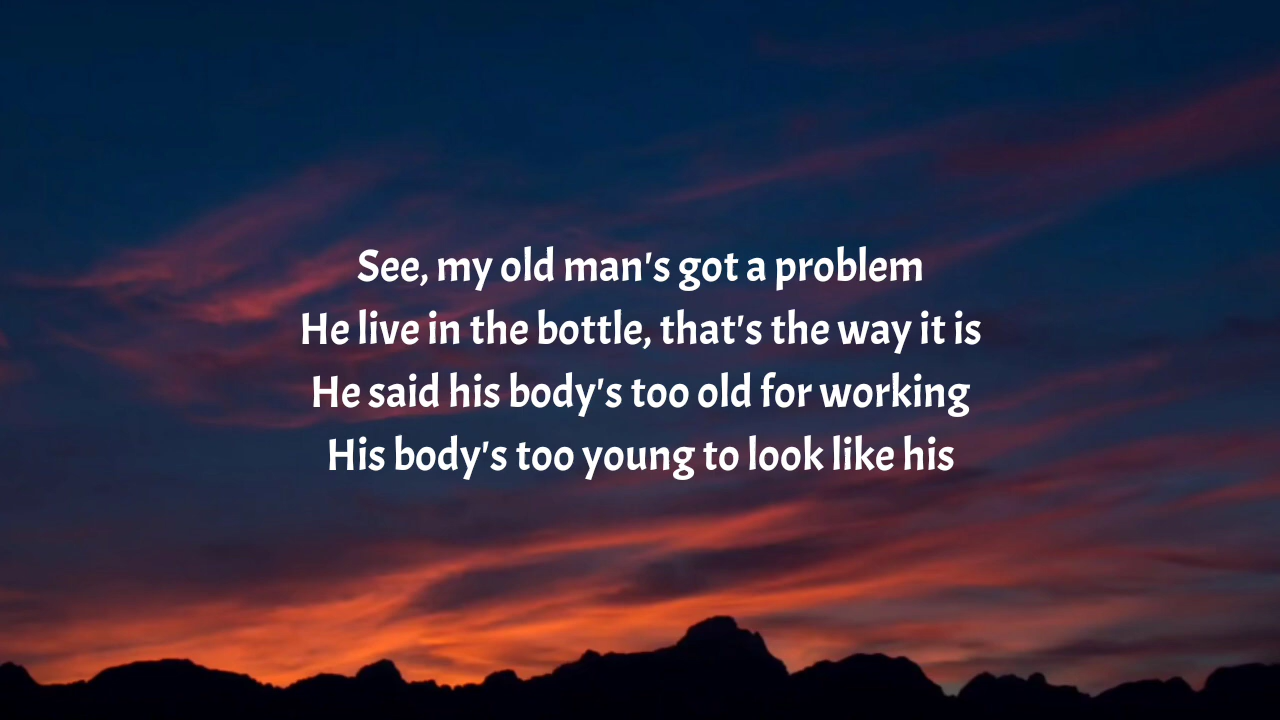 See, my old man's got a problem
He live in the bottle, that's the way it is
He said his body's too old for working
His body's too young to look like his